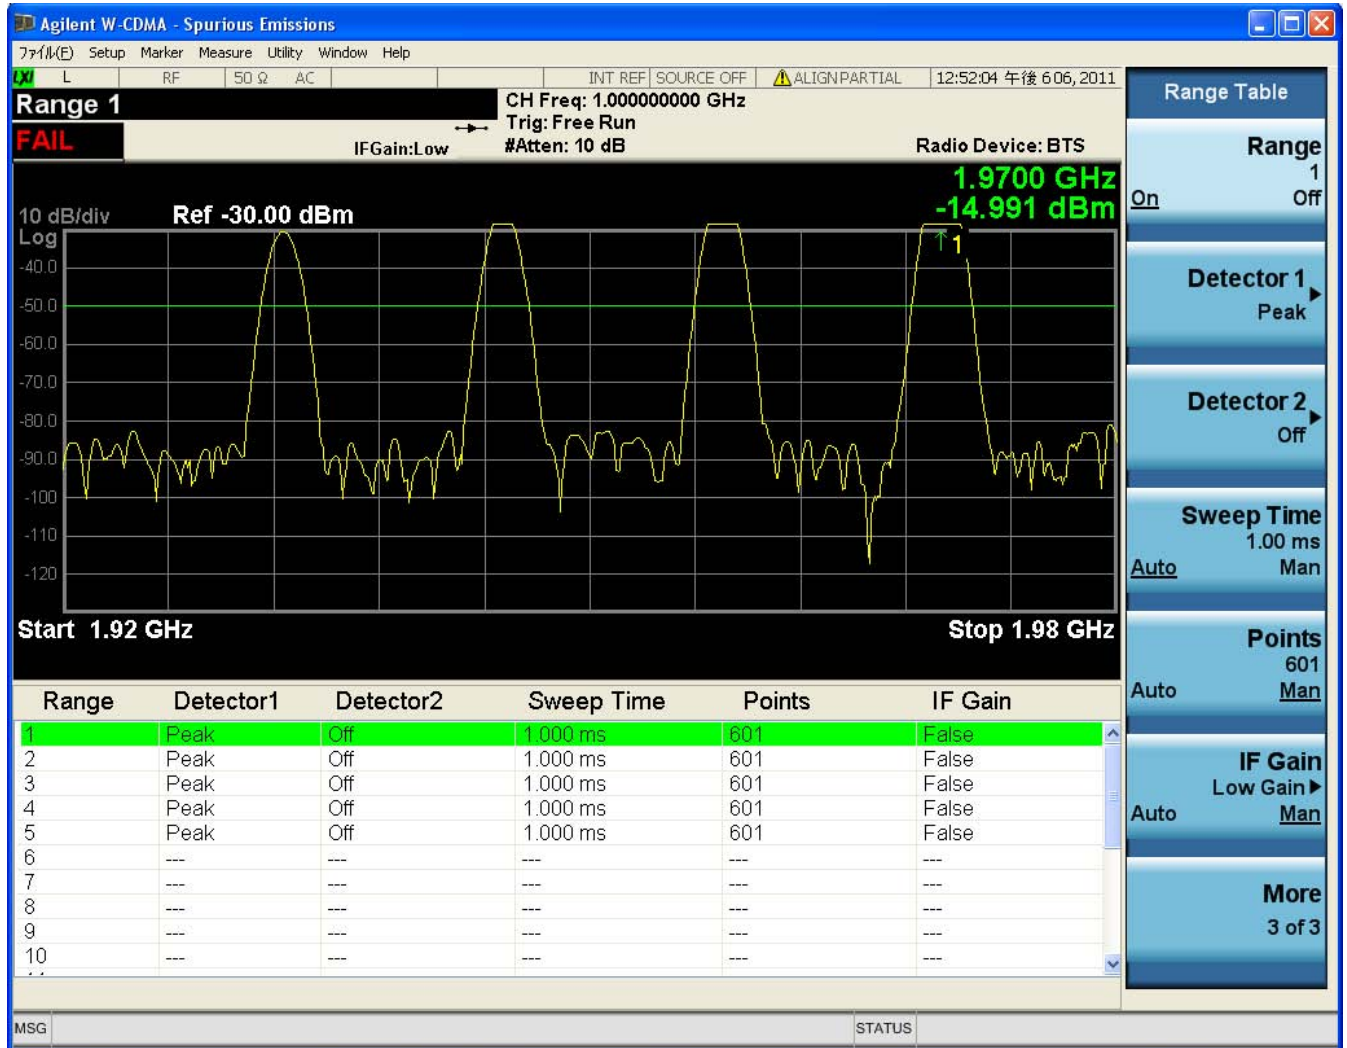 Agilent W-CDMA - Spurious Emissions
ファイル(F) Setup Marker Measure Utility Window Help
LXI L RF 50 Ω AC INT REF SOURCE OFF ALIGN PARTIAL 12:52:04 午後 6 06, 2011
Range 1
CH Freq: 1.000000000 GHz
Trig: Free Run
FAIL
IFGain:Low
#Atten: 10 dB
Radio Device: BTS
1.9700 GHz
-14.991 dBm
10 dB/div Ref -30.00 dBm
Log
1
-40.0
-50.0
-60.0
-70.0
-80.0
-90.0
-100
-110
-120
Start 1.92 GHz Stop 1.98 GHz
Range Detector1 Detector2 Sweep Time Points IF Gain
1 Peak Off 1.000 ms 601 False
2 Peak Off 1.000 ms 601 False
3 Peak Off 1.000 ms 601 False
4 Peak Off 1.000 ms 601 False
5 Peak Off 1.000 ms 601 False
6 --- --- --- --- ---
7 --- --- --- --- ---
8 --- --- --- --- ---
9 --- --- --- --- ---
10 --- --- --- --- ---
Range Table
Range
1
On Off
Detector 1
Peak
Detector 2
Off
Sweep Time
1.00 ms
Auto Man
Points
601
Auto Man
IF Gain
Low Gain
Auto Man
More
3 of 3
MSG STATUS